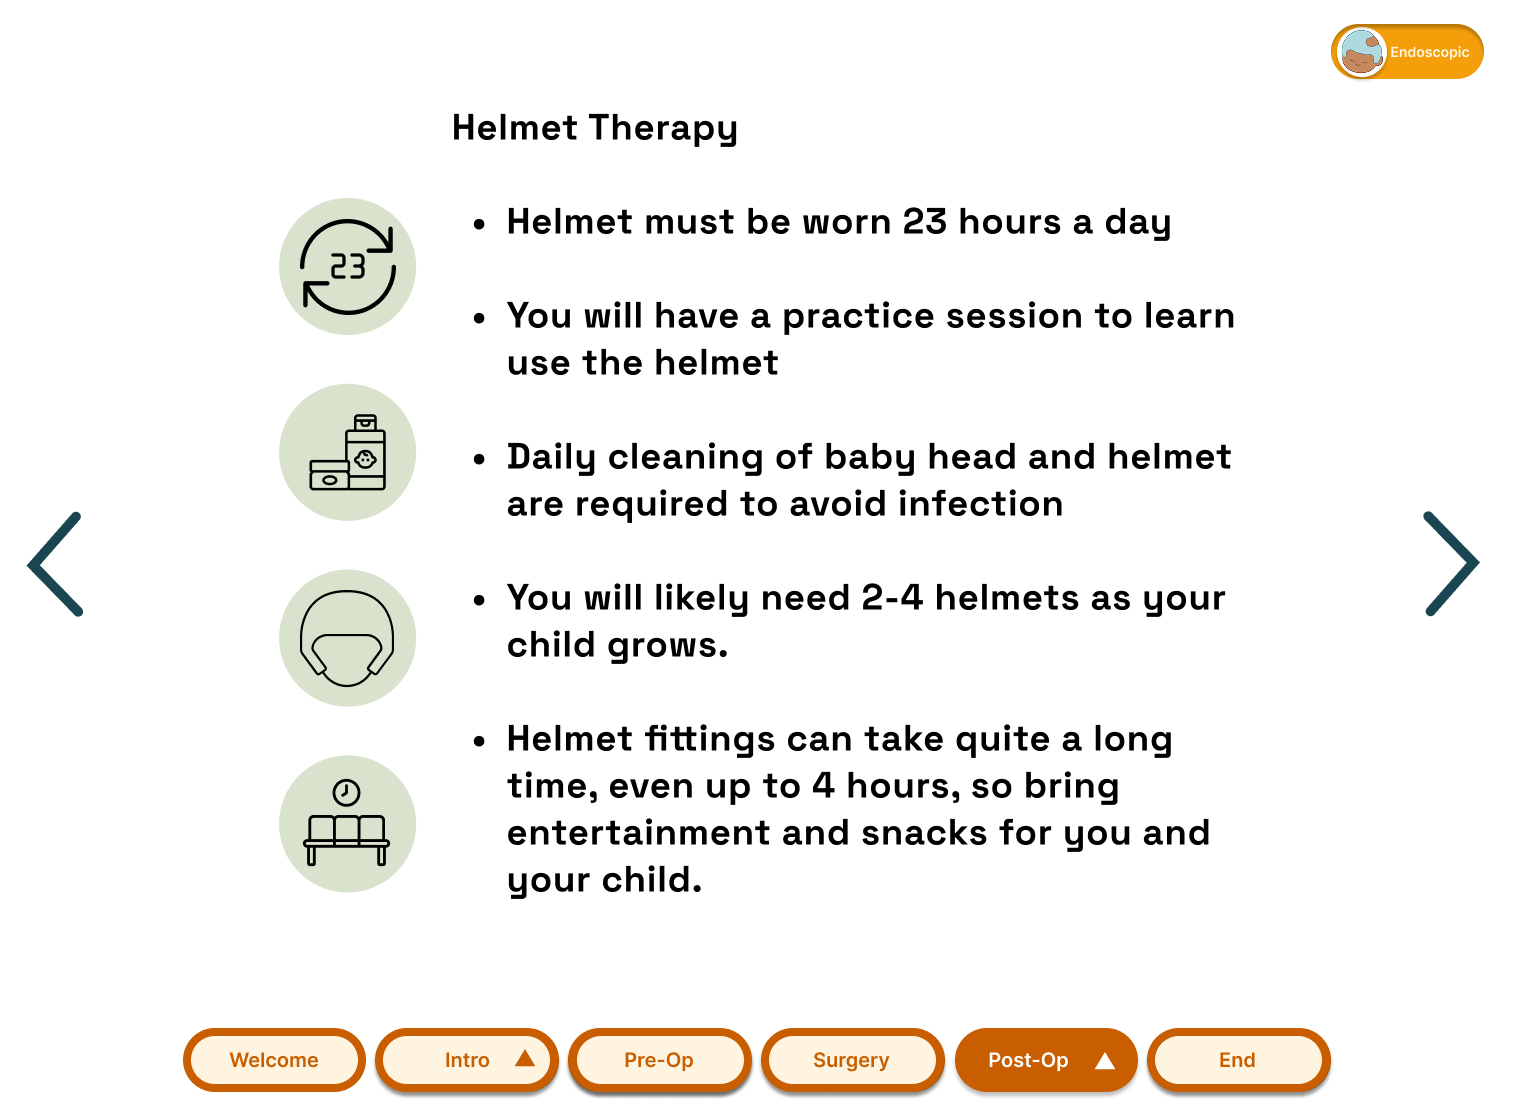 Endoscopic
Helmet Therapy
23
• Helmet must be worn 23 hours a day
• You will have a practice session to learn
use the helmet
• Daily cleaning of baby head and helmet
are required to avoid infection
• You will likely need 2-4 helmets as your
child grows.
• Helmet fittings can take quite a long
time, even up to 4 hours, so bring
entertainment and snacks for you and
your child.
Welcome
Intro
Pre-Op
Surgery
Post-Op
End